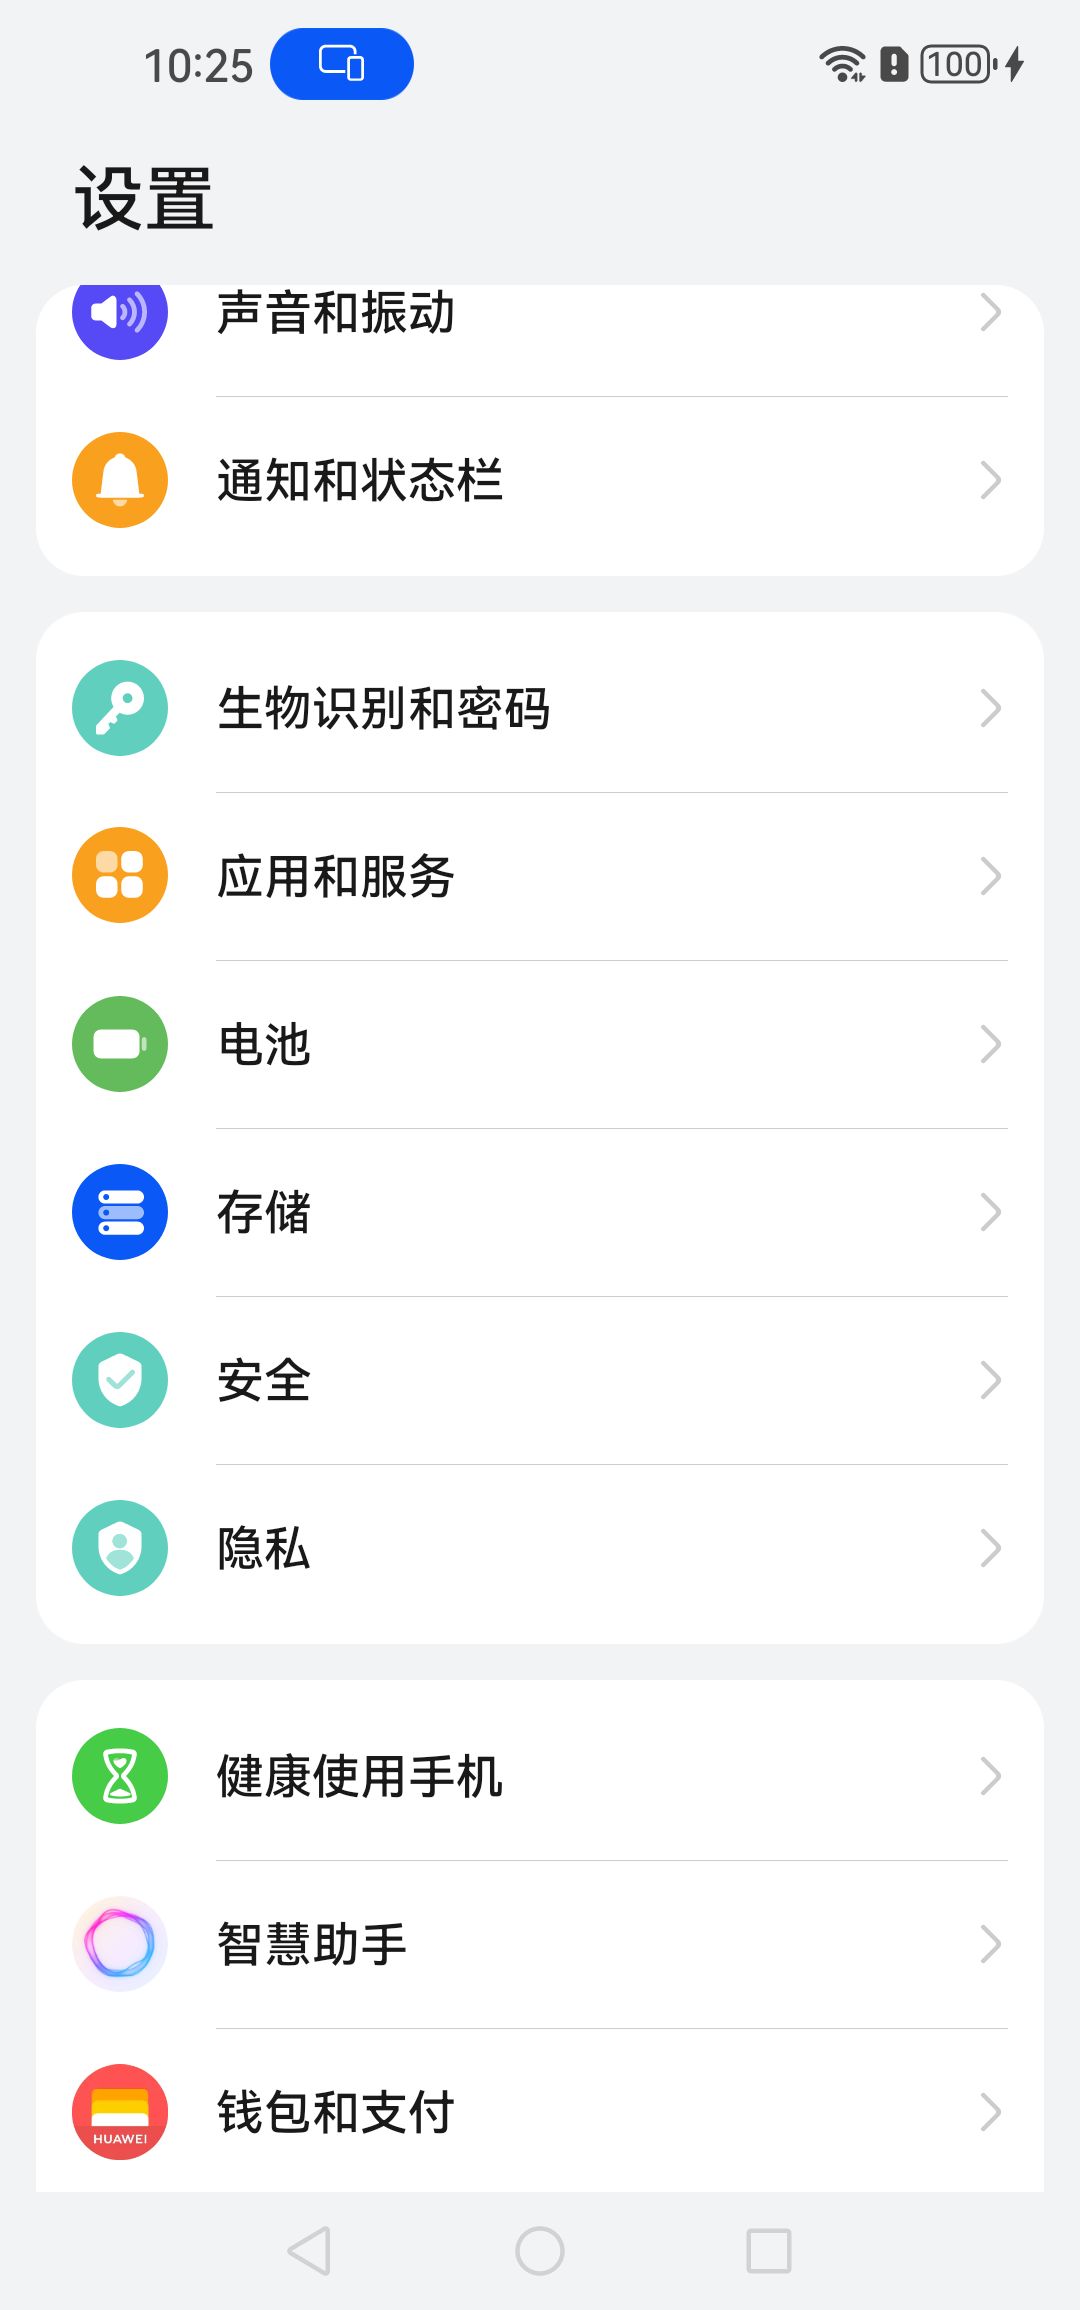 10:25
100
设置
声音和振动
通知和状态栏
生物识别和密码
应用和服务
电池
存储
安全
隐私
健康使用手机
智慧助手
钱包和支付
HUAWEI